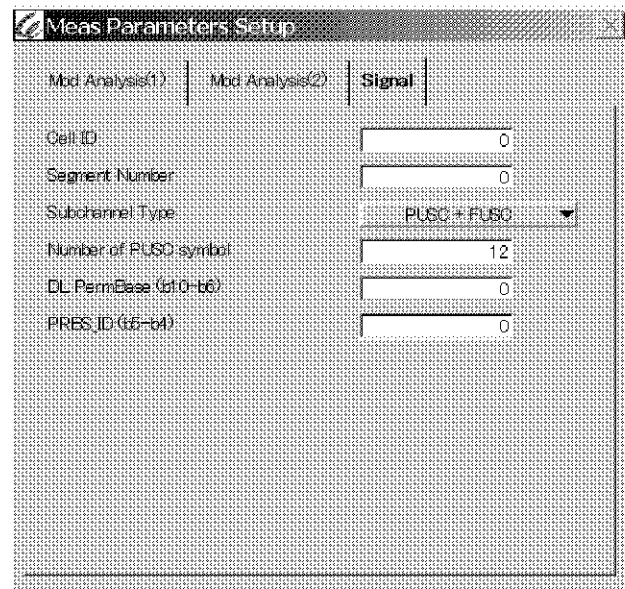 Meas Parameters Setup
Mod Analysis(1) Mod Analysis(2) Signal
Cell ID 0
Segment Number 0
Subchannel Type PUSC + FUSC
Number of PUSC symbol 12
DL PermBase (b10-b6) 0
PRBS_ID (b5-b4) 0